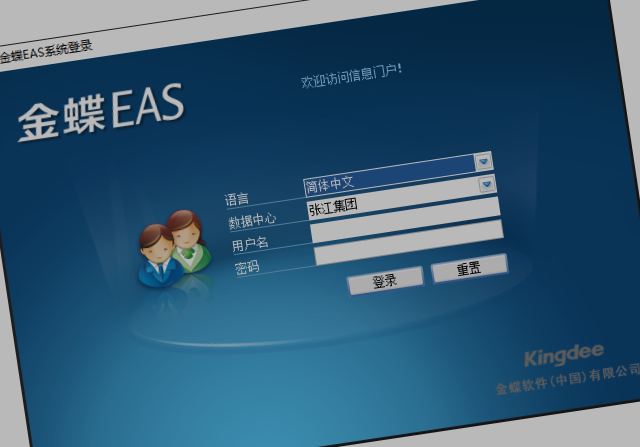 金蝶EAS系统登录
金蝶EAS
欢迎访问信息门户!
语言 简体中文
数据中心 张江集团
用户名
密码
登录 重置
Kingdee
金蝶软件(中国)有限公司